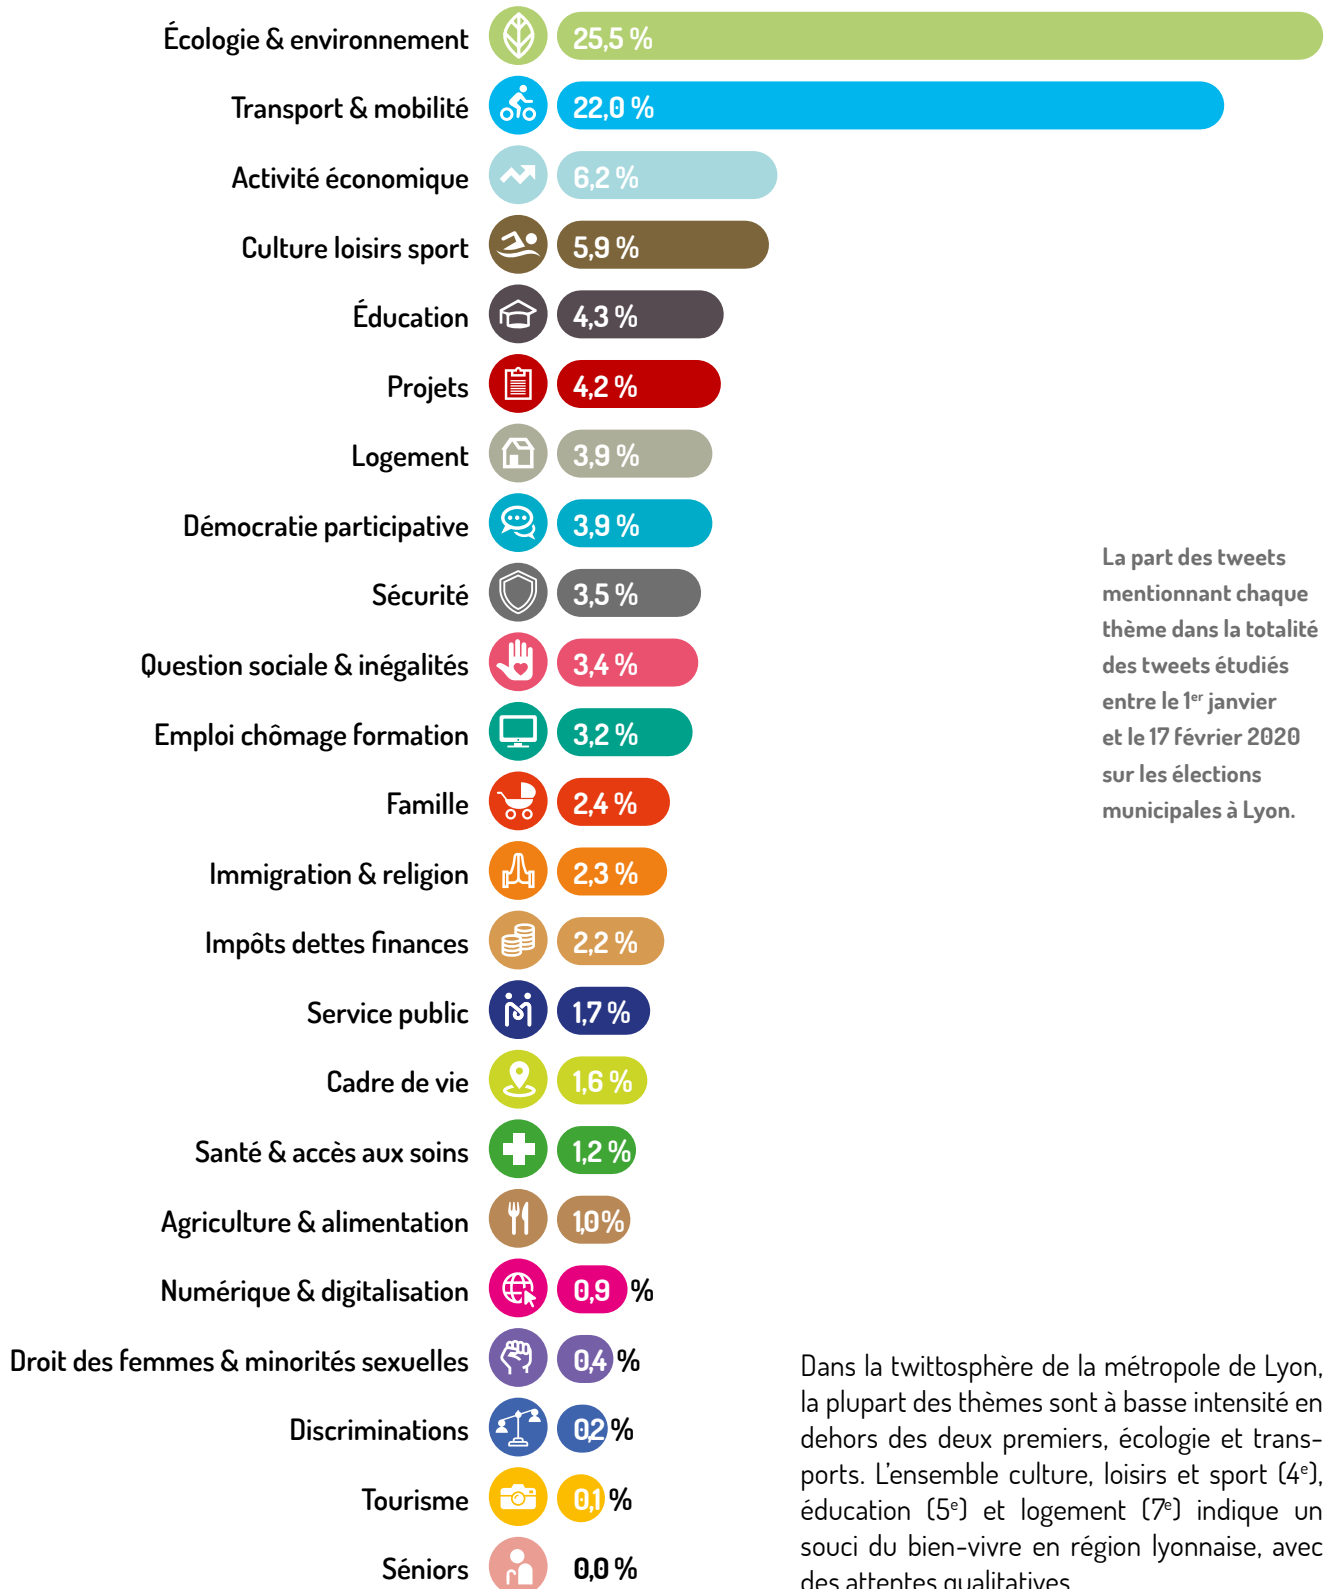 Écologie & environnement 25,5 %
Transport & mobilité 22,0 %
Activité économique 6,2 %
Culture loisirs sport 5,9 %
Éducation 4,3 %
Projets 4,2 %
Logement 3,9 %
Démocratie participative 3,9 %
Sécurité 3,5 %
Question sociale & inégalités 3,4 %
Emploi chômage formation 3,2 %
Famille 2,4 %
Immigration & religion 2,3 %
Impôts dettes finances 2,2 %
Service public 1,7 %
Cadre de vie 1,6 %
Santé & accès aux soins 1,2 %
Agriculture & alimentation 1,0%
Numérique & digitalisation 0,9 %
Droit des femmes & minorités sexuelles 0,4 %
Discriminations 0,2 %
Tourisme 0,1 %
Séniors 0,0 %
La part des tweets
mentionnant chaque
thème dans la totalité
des tweets étudiés
entre le 1er janvier
et le 17 février 2020
sur les élections
municipales à Lyon.
Dans la twittosphère de la métropole de Lyon,
la plupart des thèmes sont à basse intensité en
dehors des deux premiers, écologie et trans-
ports. L'ensemble culture, loisirs et sport (4e),
éducation (5e) et logement (7e) indique un
souci du bien-vivre en région lyonnaise, avec
des attentes qualitatives